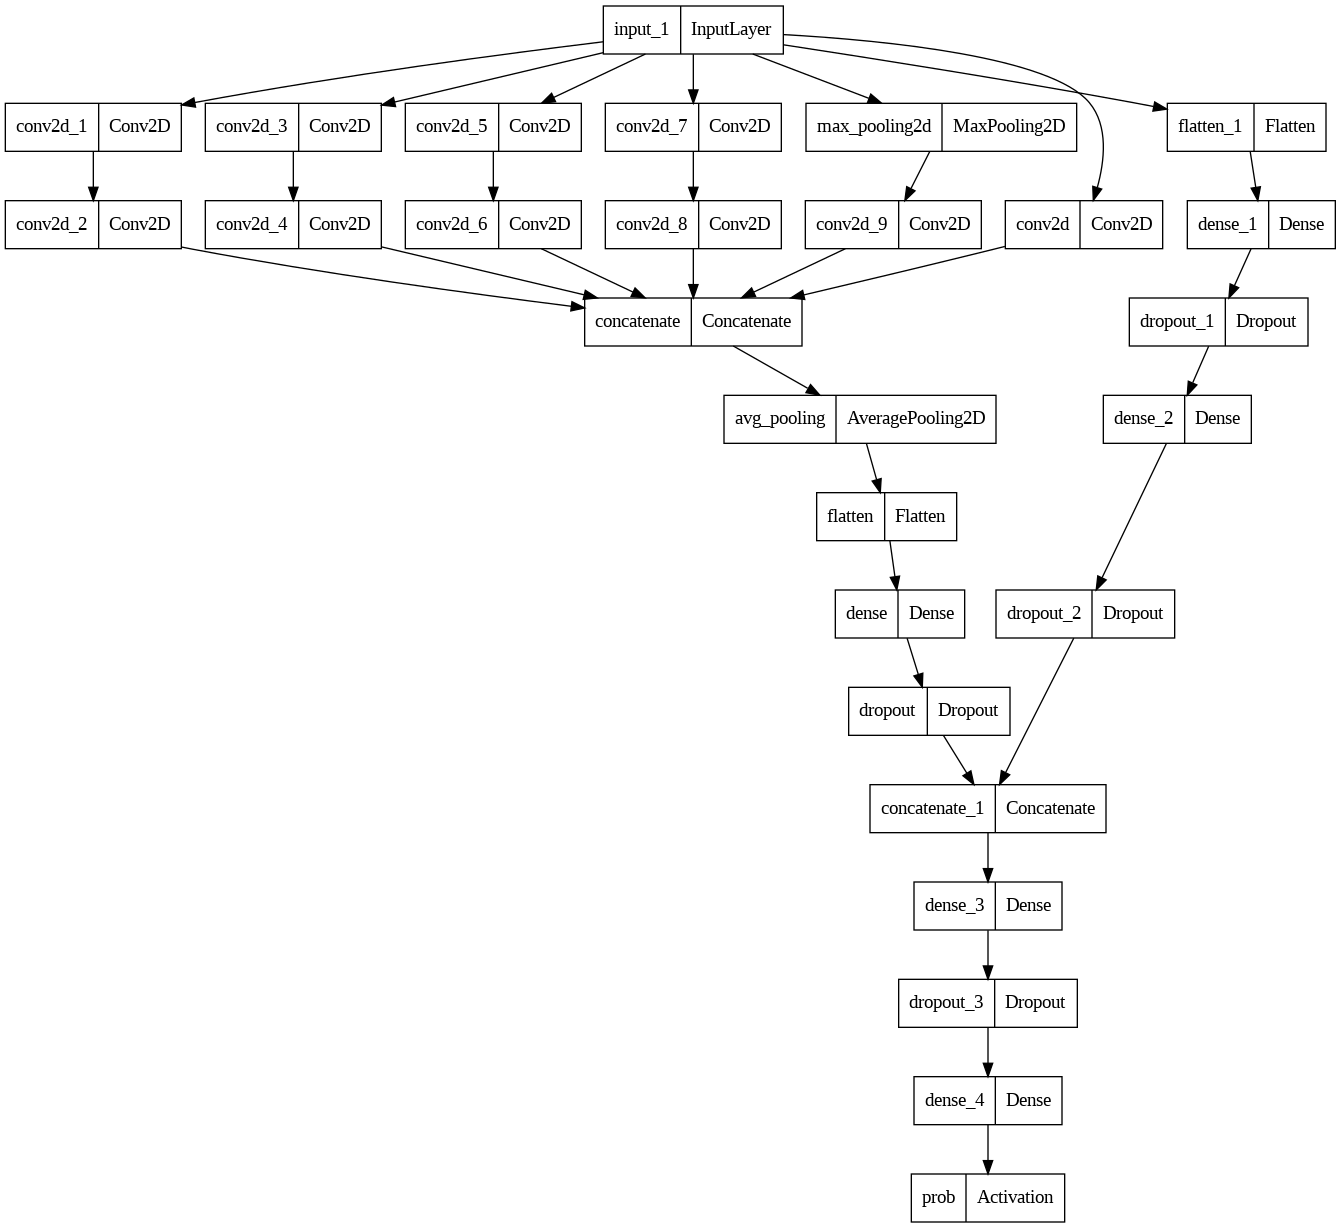 input_1 InputLayer
conv2d_1 Conv2D conv2d_3 Conv2D conv2d_5 Conv2D conv2d_7 Conv2D max_pooling2d MaxPooling2D flatten_1 Flatten
conv2d_2 Conv2D conv2d_4 Conv2D conv2d_6 Conv2D conv2d_8 Conv2D conv2d_9 Conv2D conv2d Conv2D dense_1 Dense
concatenate Concatenate dropout_1 Dropout
avg_pooling AveragePooling2D dense_2 Dense
flatten Flatten
dense Dense dropout_2 Dropout
dropout Dropout
concatenate_1 Concatenate
dense_3 Dense
dropout_3 Dropout
dense_4 Dense
prob Activation